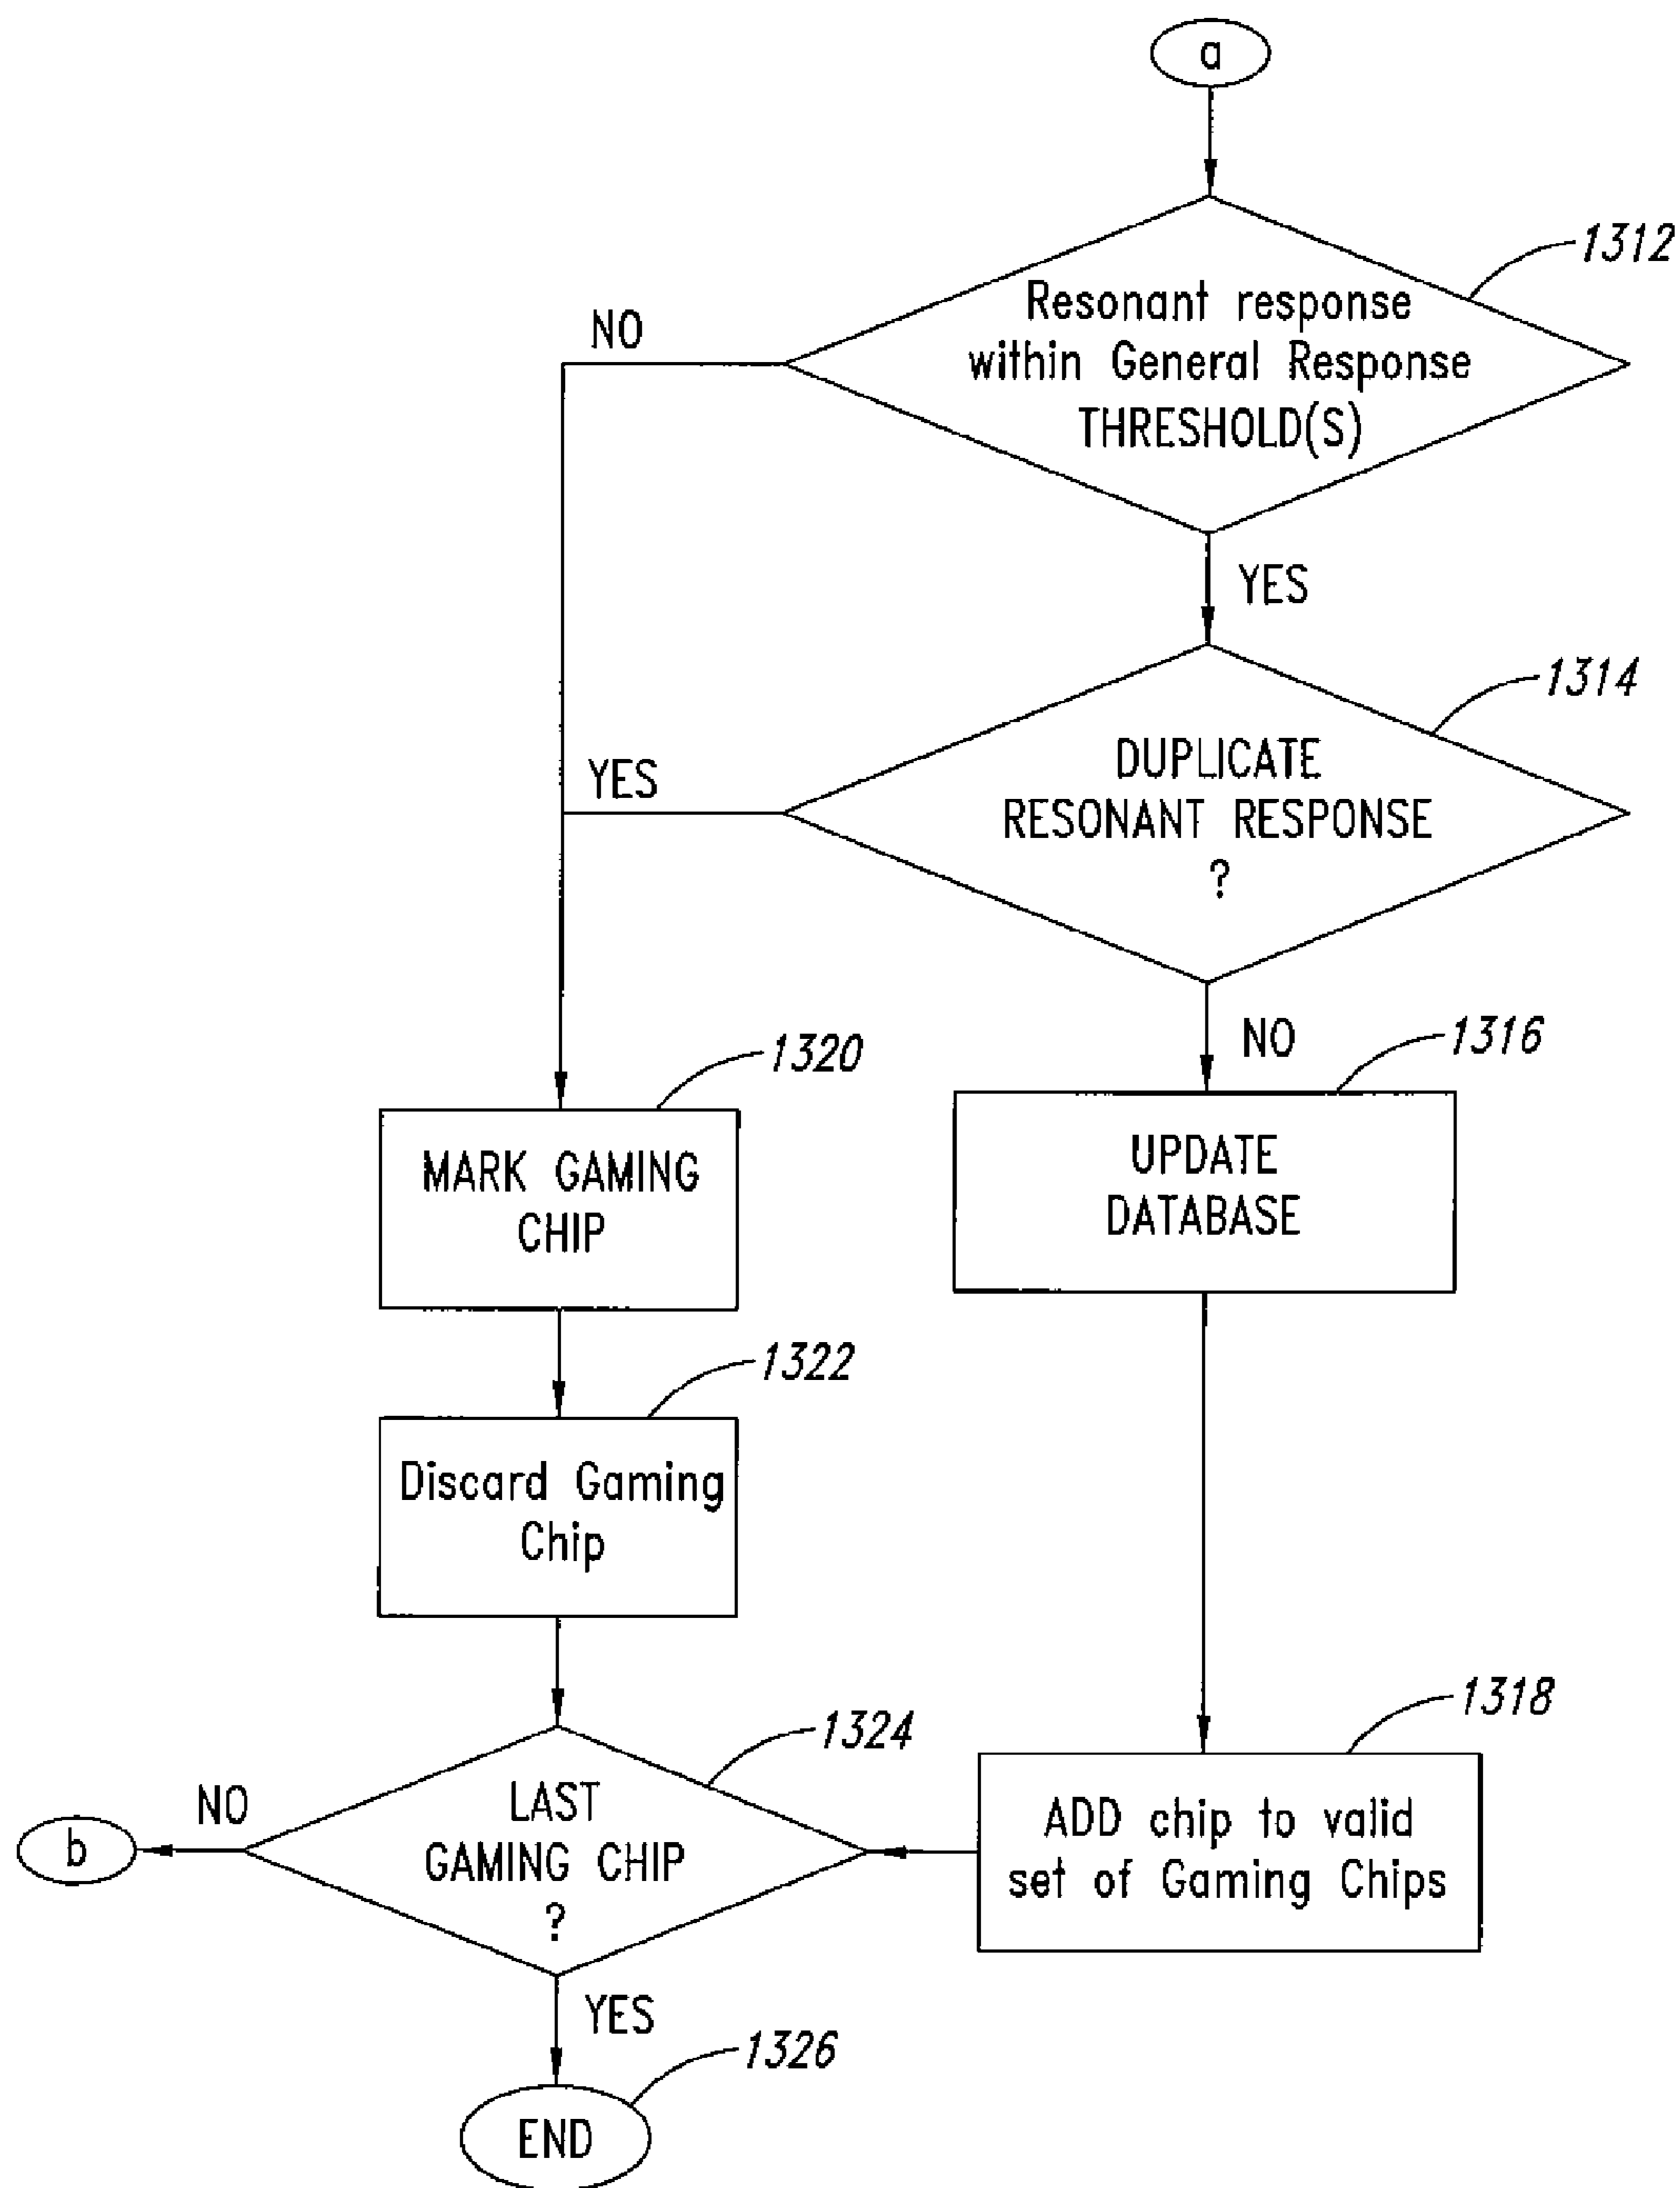 a
1312
Resonant response
within General Response
THRESHOLD(S)
NO
YES
1314
DUPLICATE
RESONANT RESPONSE
?
YES
NO
1316
UPDATE
DATABASE
1320
MARK GAMING
CHIP
1322
Discard Gaming
Chip
1318
ADD chip to valid
set of Gaming Chips
1324
LAST
GAMING CHIP
?
NO
b
YES
1326
END